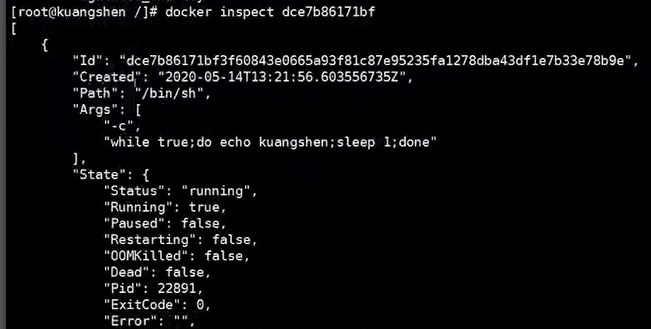 [root@kuangshen /]# docker inspect dce7b86171bf
[
    {
        "Id": "dce7b86171bf3f60843e0665a93f81c87e95235fa1278dba43df1e7b33e78b9e",
        "Created": "2020-05-14T13:21:56.603556735Z",
        "Path": "/bin/sh",
        "Args": [
            "-c",
            "while true;do echo kuangshen;sleep 1;done"
        ],
        "State": {
            "Status": "running",
            "Running": true,
            "Paused": false,
            "Restarting": false,
            "OOMKilled": false,
            "Dead": false,
            "Pid": 22891,
            "ExitCode": 0,
            "Error": "",